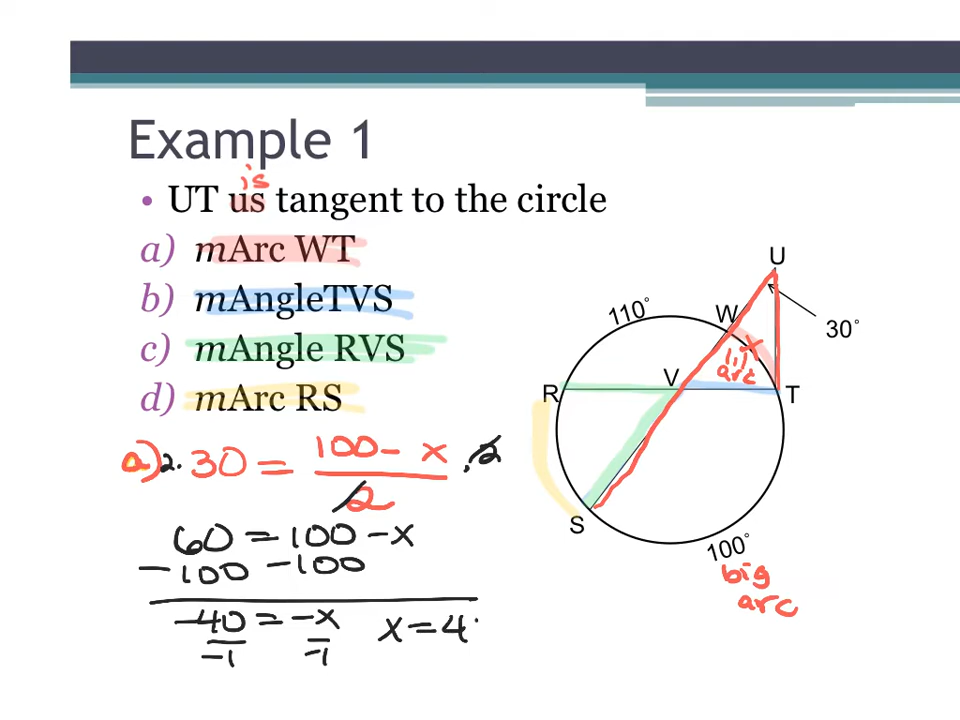 Example 1
is
• UT us tangent to the circle
a) mArc WT
b) mAngleTVS
c) mAngle RVS
d) mArc RS
a) 2. 30 = 100 - x / 2 . 2
60 = 100 - x
- 100 - 100
-40 = -x x = 4
-1 -1
U
30°
110°
W
x
lil
arc
V
R
T
S
100°
big
arc